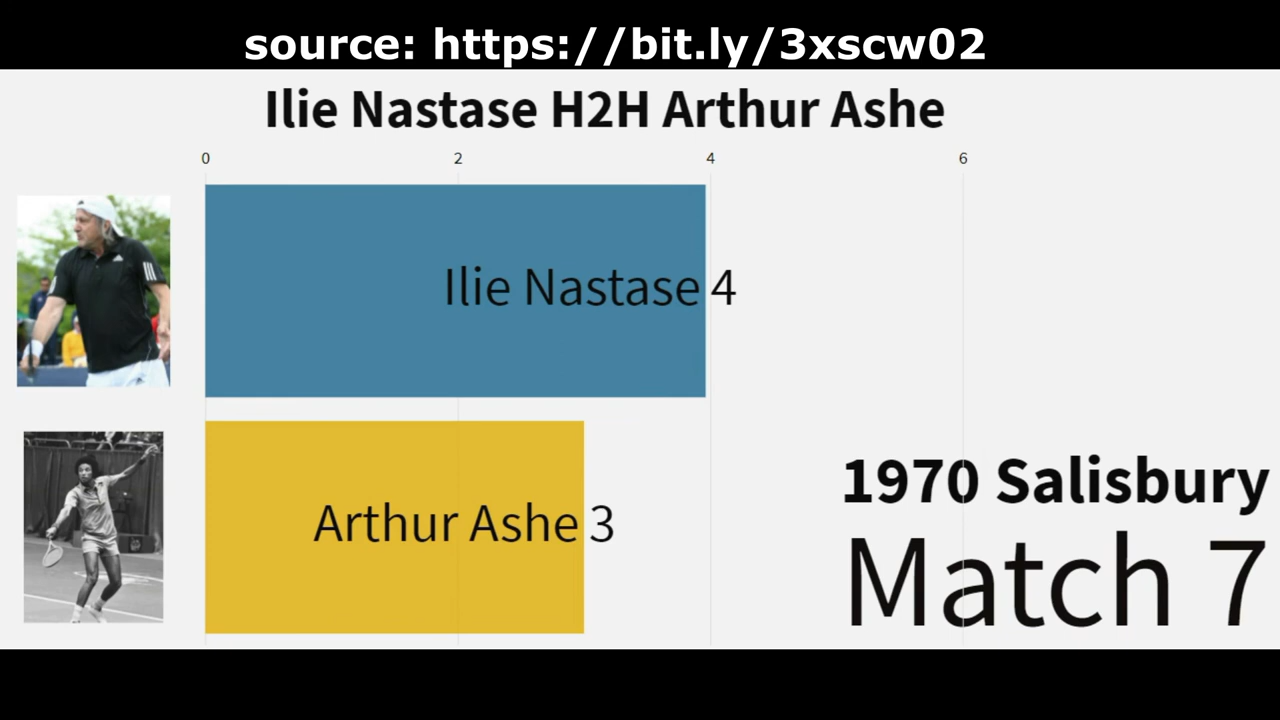 source: https://bit.ly/3xscw02
Ilie Nastase H2H Arthur Ashe
0 2 4 6
Ilie Nastase 4
Arthur Ashe 3
1970 Salisbury
Match 7